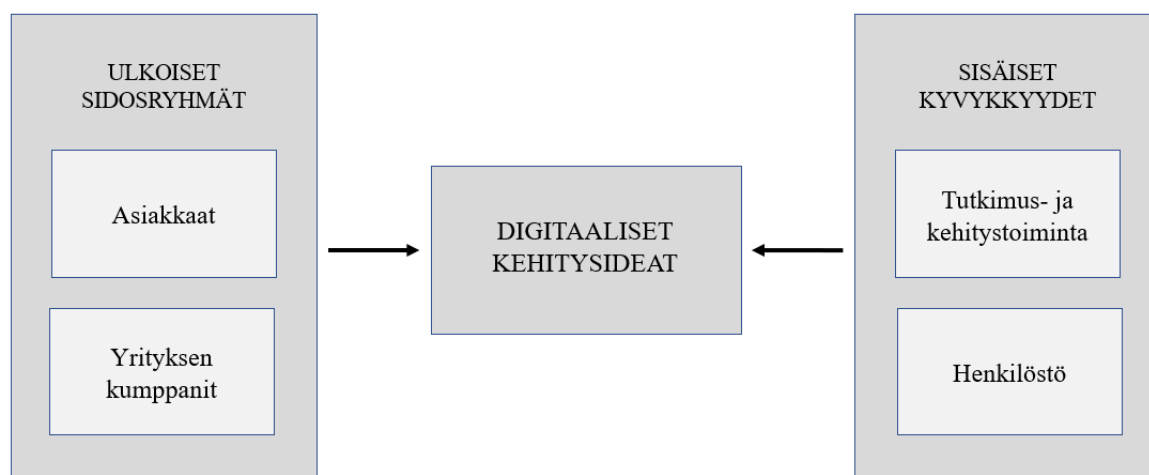 ULKOISET
SIDOSRYHMÄT
Asiakkaat
Yrityksen
kumppanit
DIGITAALISET
KEHITYSIDEAT
SISÄISET
KYVYKKYYDET
Tutkimus- ja
kehitystoiminta
Henkilöstö